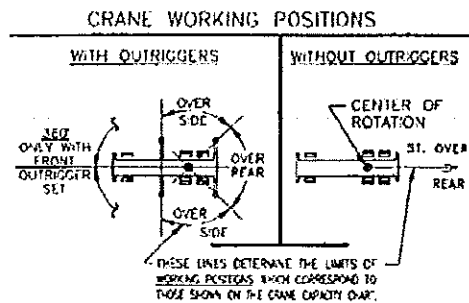 CRANE WORKING POSITIONS
WITH OUTRIGGERS
WITHOUT OUTRIGGERS
OVER
SIDE
360°
ONLY WITH
FRONT
OUTRIGGER
SET
OVER
REAR
OVER
SIDE
CENTER OF
ROTATION
ST. OVER
REAR
THESE LINES DETERMINE THE LIMITS OF
WORKING POSITIONS WHICH CORRESPOND TO
THOSE SHOWN ON THE CRANE CAPACITY CHART.